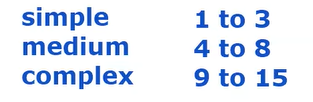 simple 1 to 3
medium 4 to 8
complex 9 to 15